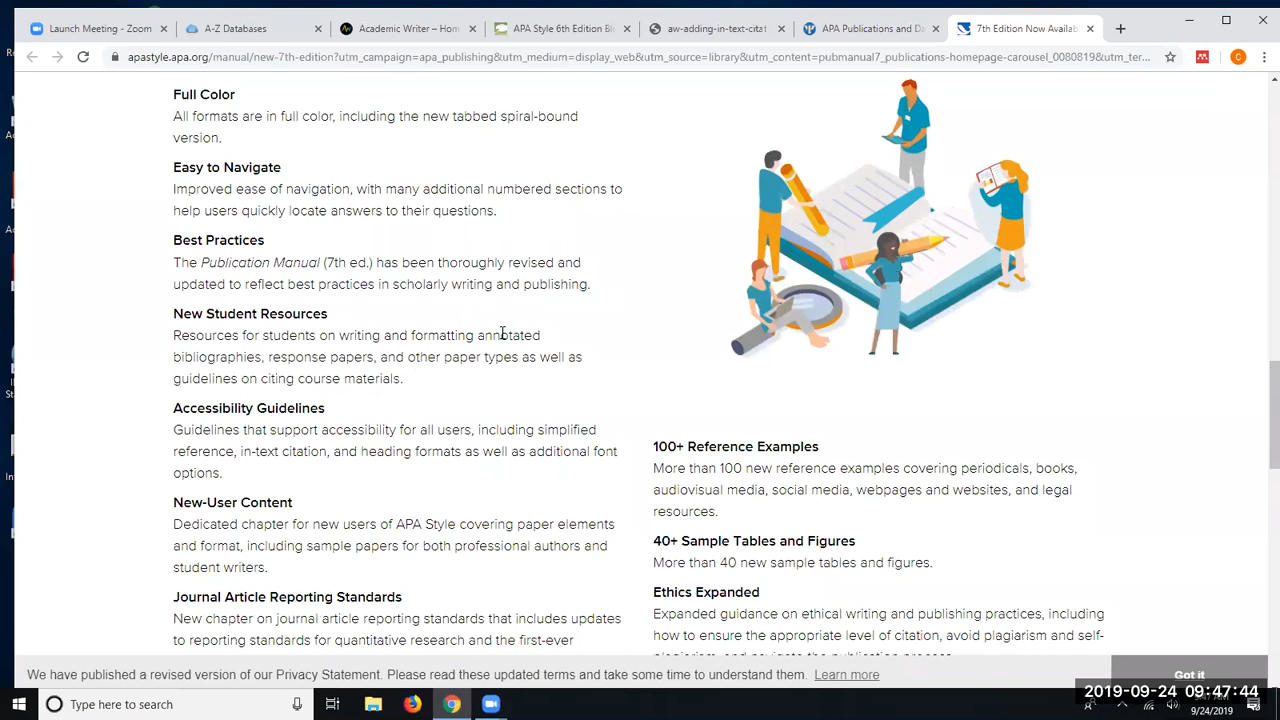 Launch Meeting - Zoom
A-Z Databases
Academic Writer – Hom
APA Style 6th Edition Bl
aw-adding-in-text-citat
APA Publications and Da
7th Edition Now Availab
apastyle.apa.org/manual/new-7th-edition?utm_campaign=apa_publishing&utm_medium=display_web&utm_source=library&utm_content=pubmanual7_publications-homepage-carousel_0080819&utm_ter...
C
Full Color
All formats are in full color, including the new tabbed spiral-bound
version.
Easy to Navigate
Improved ease of navigation, with many additional numbered sections to
help users quickly locate answers to their questions.
Best Practices
The Publication Manual (7th ed.) has been thoroughly revised and
updated to reflect best practices in scholarly writing and publishing.
New Student Resources
Resources for students on writing and formatting annotated
bibliographies, response papers, and other paper types as well as
guidelines on citing course materials.
Accessibility Guidelines
Guidelines that support accessibility for all users, including simplified
reference, in-text citation, and heading formats as well as additional font
options.
New-User Content
Dedicated chapter for new users of APA Style covering paper elements
and format, including sample papers for both professional authors and
student writers.
Journal Article Reporting Standards
New chapter on journal article reporting standards that includes updates
to reporting standards for quantitative research and the first-ever
100+ Reference Examples
More than 100 new reference examples covering periodicals, books,
audiovisual media, social media, webpages and websites, and legal
resources.
40+ Sample Tables and Figures
More than 40 new sample tables and figures.
Ethics Expanded
Expanded guidance on ethical writing and publishing practices, including
how to ensure the appropriate level of citation, avoid plagiarism and self-
We have published a revised version of our Privacy Statement. Please read these updated terms and take some time to understand them. Learn more
Got it
Type here to search
2019-09-24 09:47:44
9/24/2019